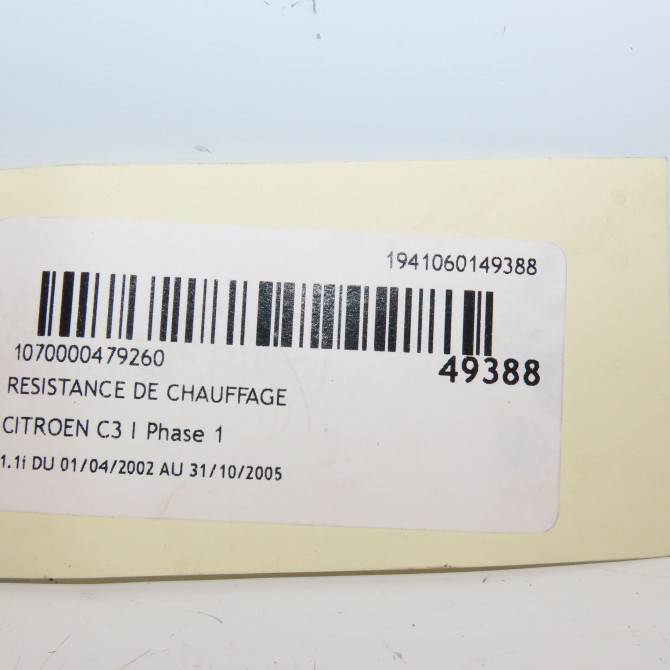 1941060149388
1070000479260
49388
RESISTANCE DE CHAUFFAGE
CITROEN C3 I Phase 1
1.1i DU 01/04/2002 AU 31/10/2005